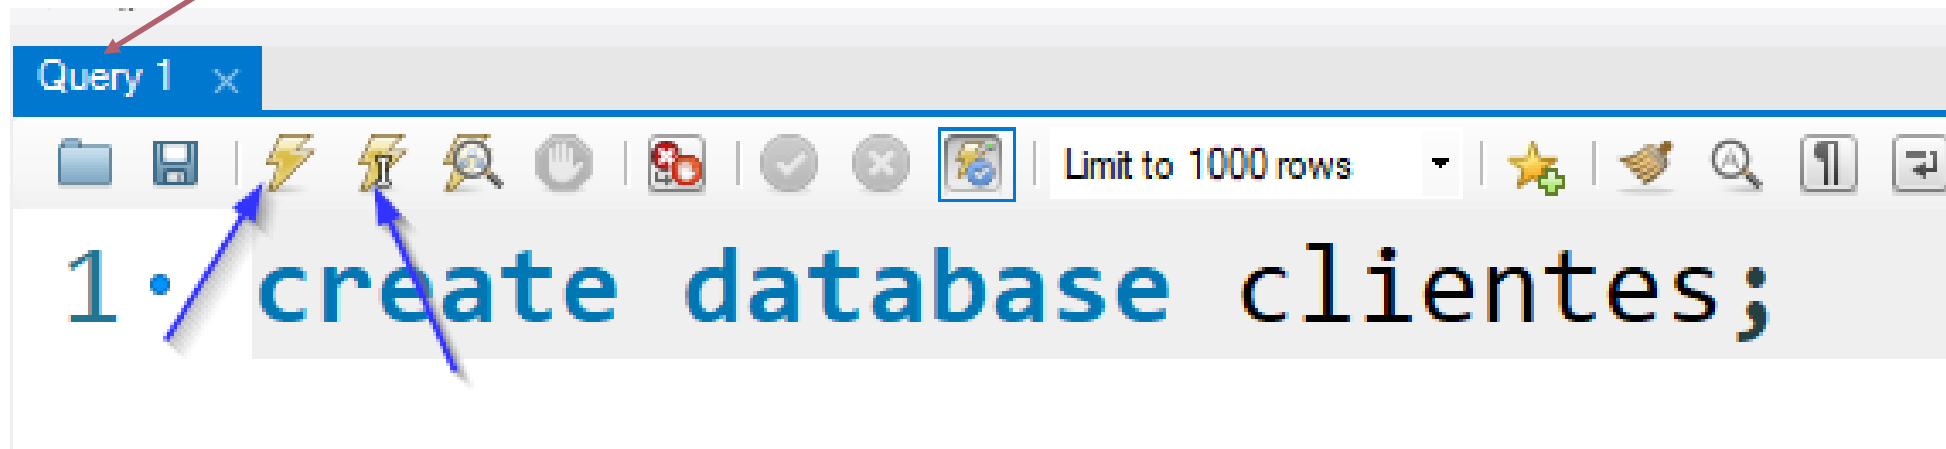 Query 1
Limit to 1000 rows
1 create database clientes;